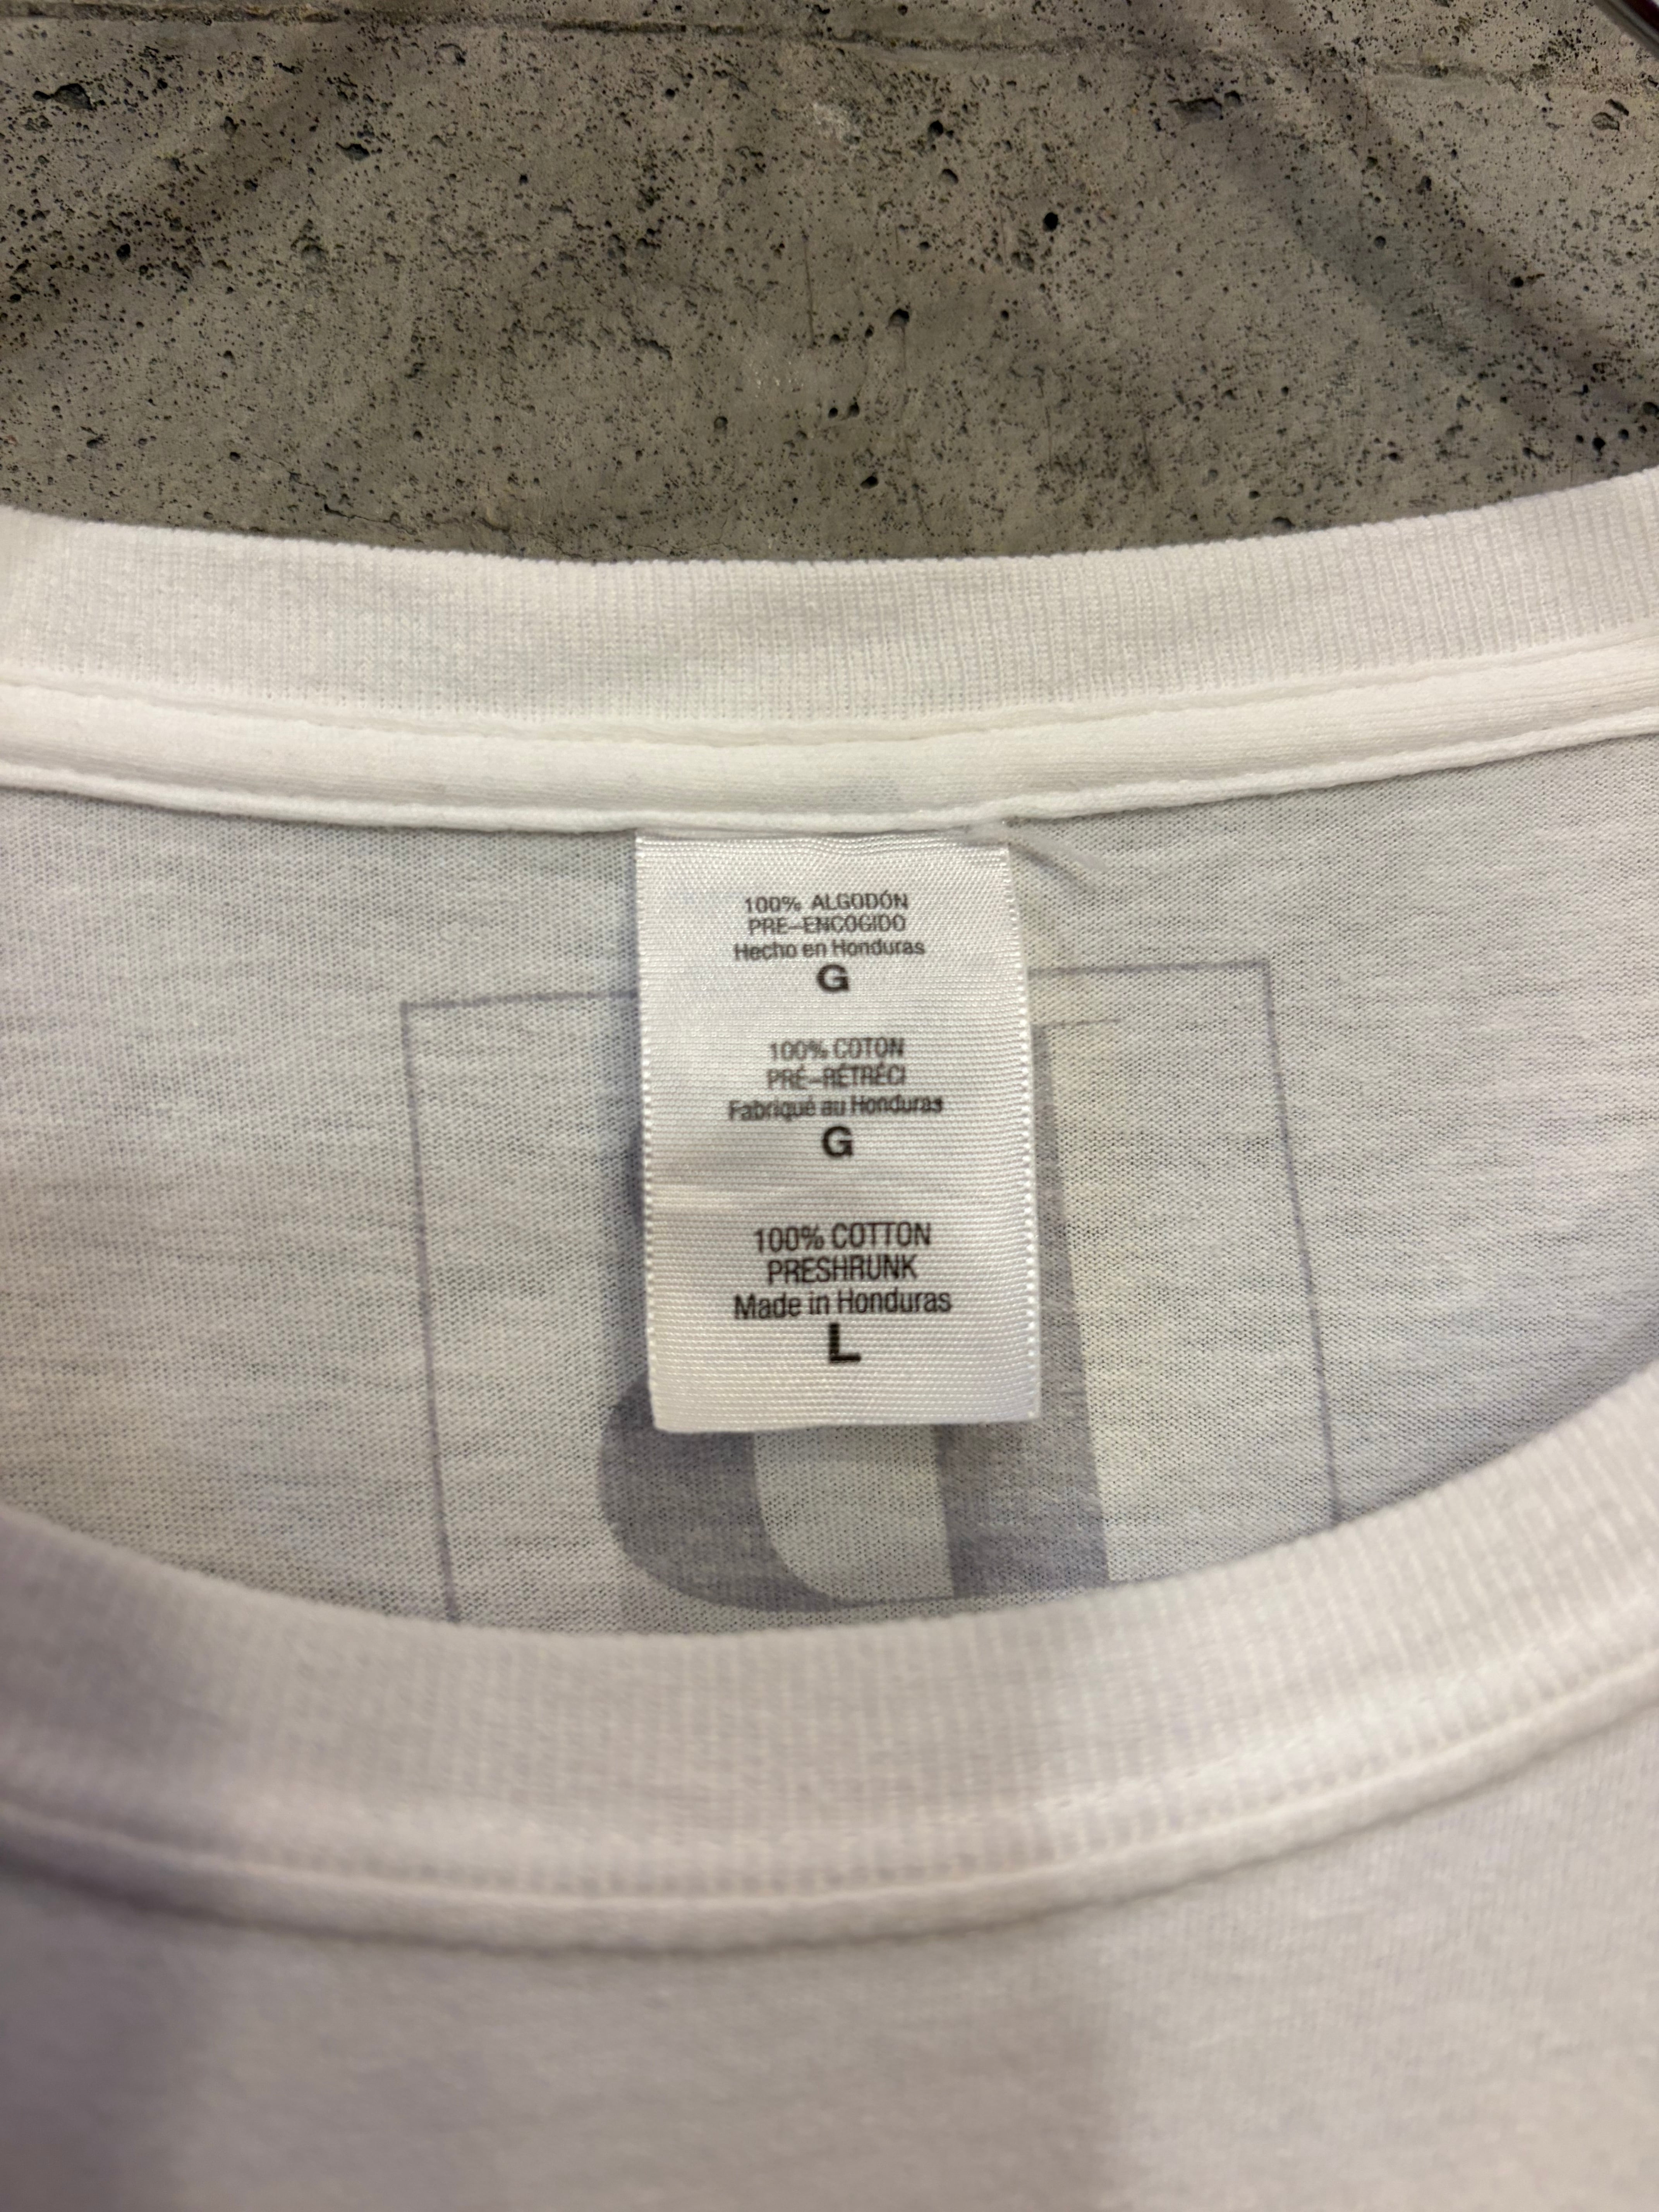 100% ALGODÓN
PRE-ENCOGIDO
Hecho en Honduras
G
100% COTON
PRÉ-RÉTRÉCI
Fabriqué au Honduras
G
100% COTTON
PRESHRUNK
Made in Honduras
L